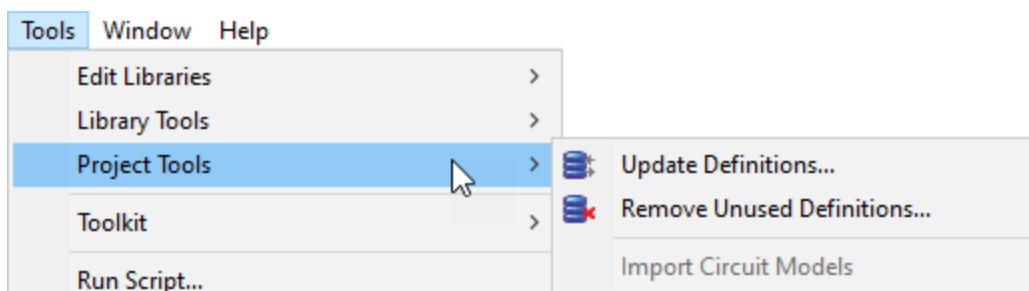 Tools Window Help
Edit Libraries
Library Tools
Project Tools
Update Definitions...
Toolkit
Remove Unused Definitions...
Run Script...
Import Circuit Models